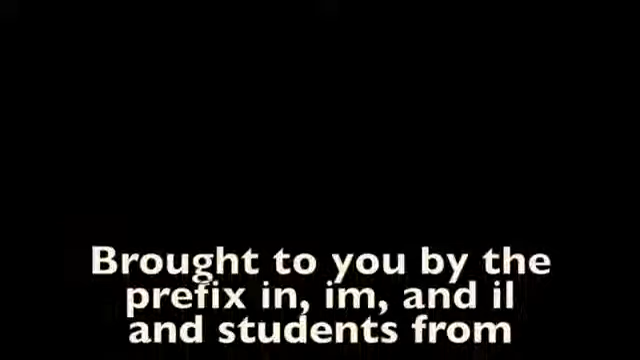 Brought to you by the
prefix in, im, and il
and students from